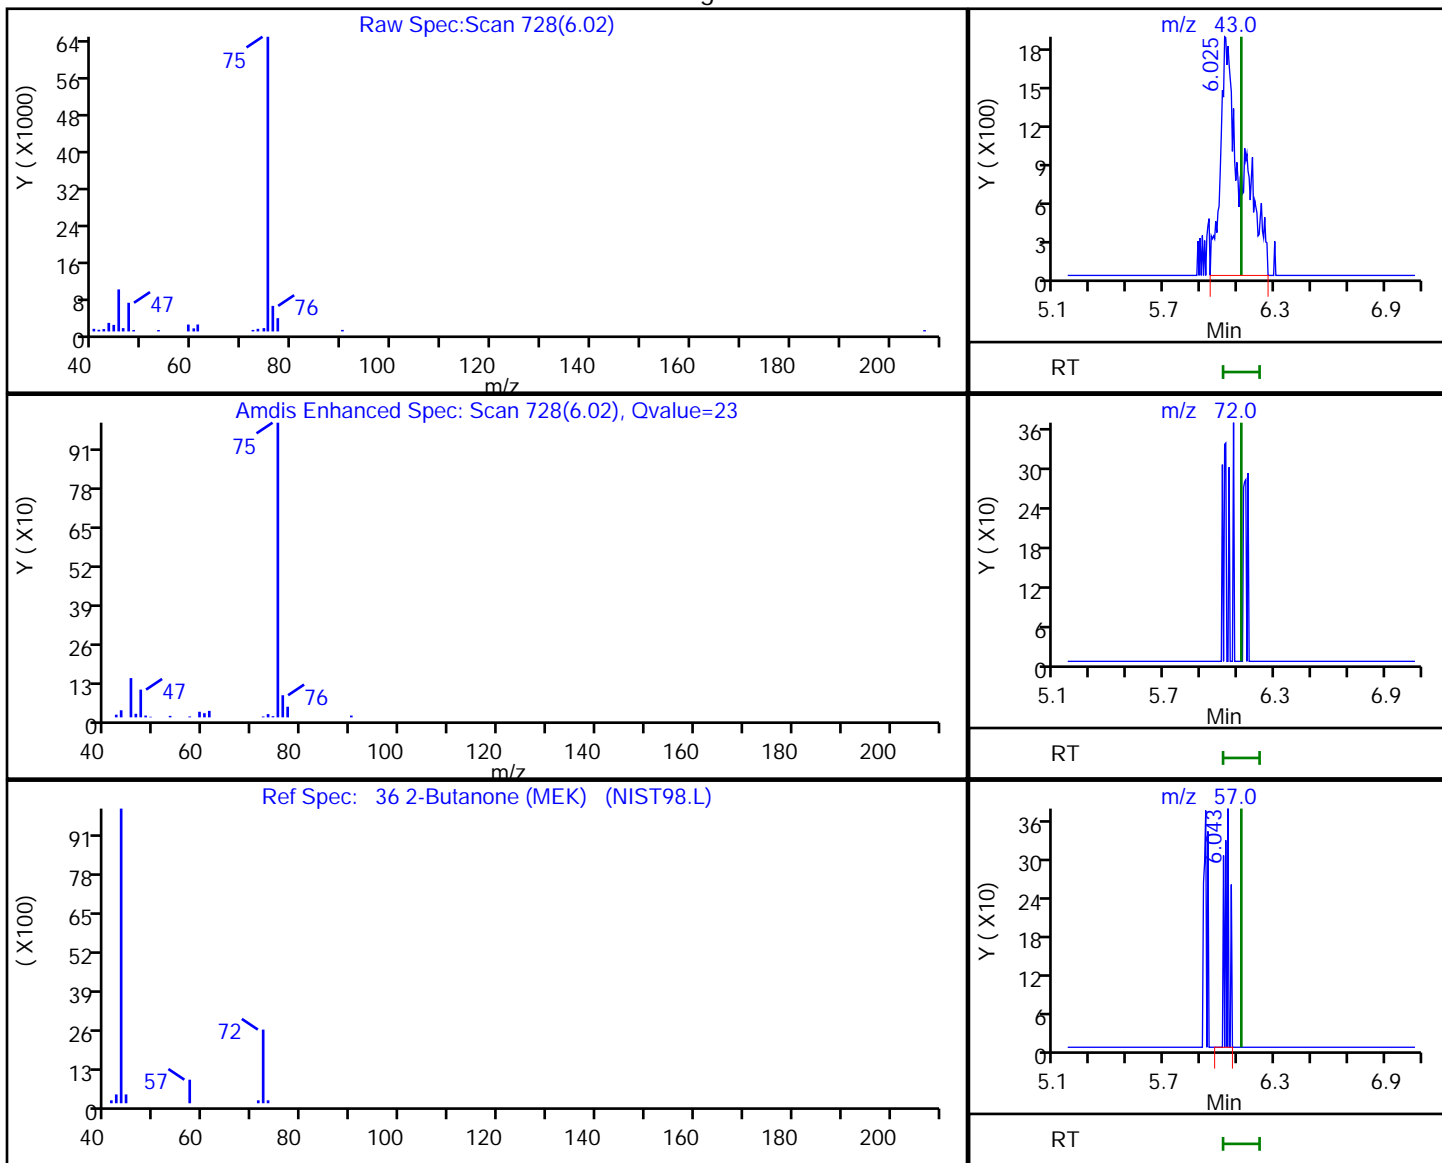 Raw Spec:Scan 728(6.02)
Y ( X1000)
64
56
48
40
32
24
16
8
0
75
47
76
40 60 80 100 120 140 160 180 200
m/z
m/z 43.0
Y ( X100)
18
15
12
9
6
3
0
6.025
5.1 5.7 6.3 6.9
Min
RT
Amdis Enhanced Spec: Scan 728(6.02), Qvalue=23
Y ( X10)
91
78
65
52
39
26
13
0
75
47
76
40 60 80 100 120 140 160 180 200
m/z
m/z 72.0
Y ( X10)
36
30
24
18
12
6
0
5.1 5.7 6.3 6.9
Min
RT
Ref Spec: 36 2-Butanone (MEK) (NIST98.L)
( X100)
91
78
65
52
39
26
13
0
57
72
40 60 80 100 120 140 160 180 200
m/z 57.0
Y ( X10)
36
30
24
18
12
6
0
6.043
5.1 5.7 6.3 6.9
Min
RT